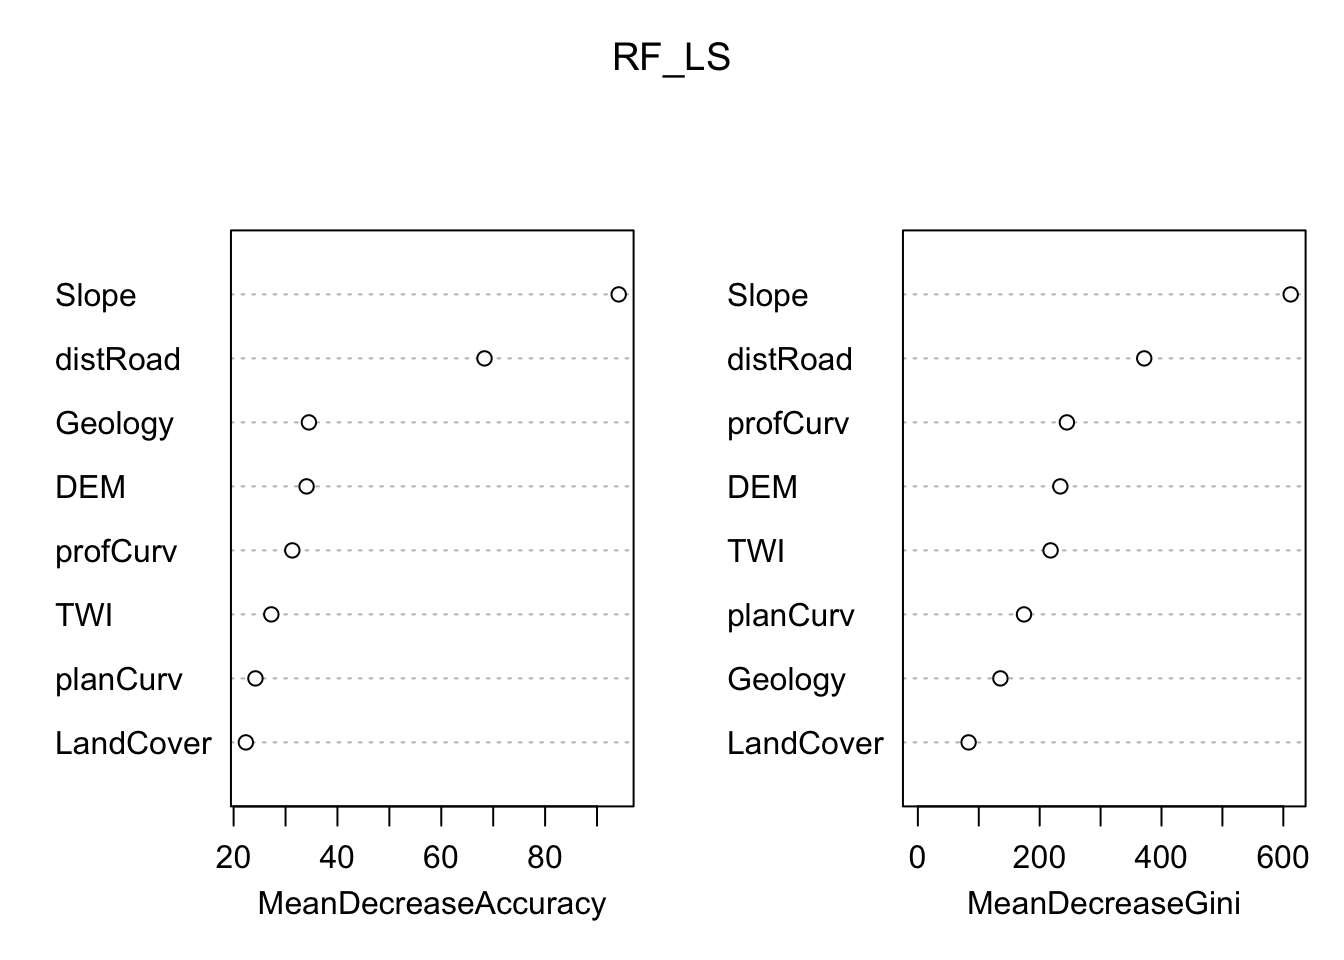 RF_LS
Slope
distRoad
Geology
DEM
profCurv
TWI
planCurv
LandCover
20 40 60 80
MeanDecreaseAccuracy
Slope
distRoad
profCurv
DEM
TWI
planCurv
Geology
LandCover
0 200 400 600
MeanDecreaseGini